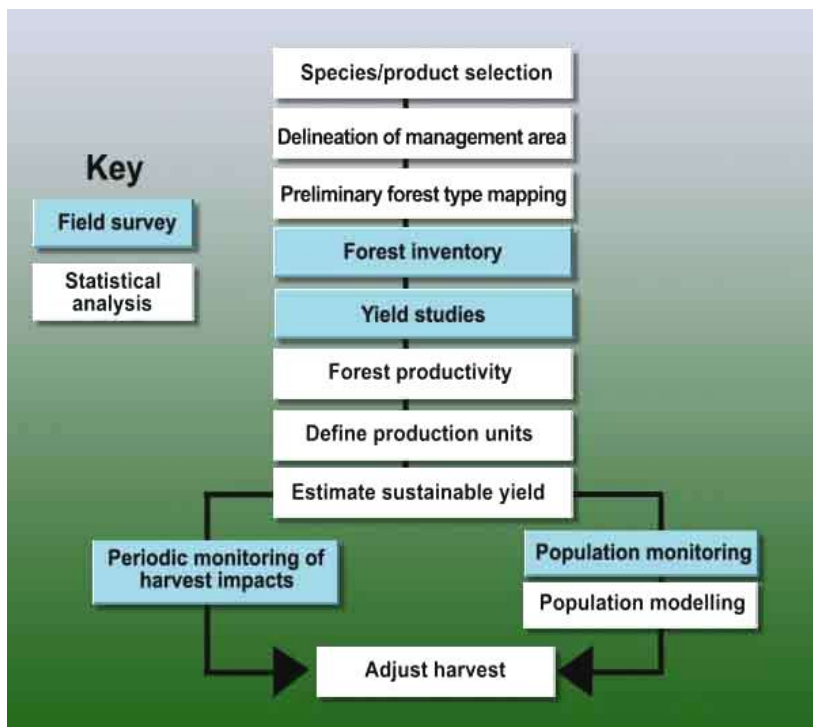 Species/product selection
Delineation of management area
Preliminary forest type mapping
Key
Field survey
Forest inventory
Statistical
analysis
Yield studies
Forest productivity
Define production units
Estimate sustainable yield
Periodic monitoring of
harvest impacts
Population monitoring
Population modelling
Adjust harvest